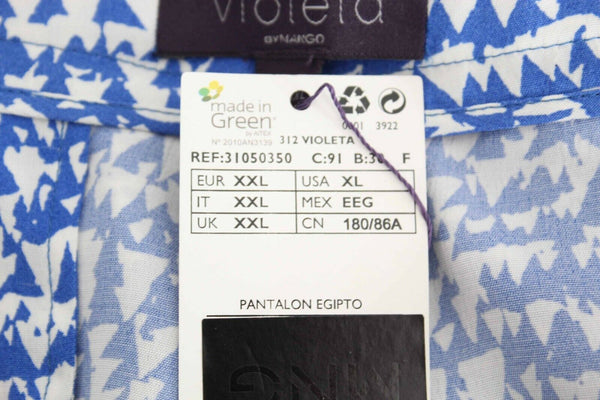 violeta
BY MANGO
made in
Green®
by AITEX
Nº 2010AN3139
312 VIOLETA
0001 3922
REF:31050350 C:91 F
EUR XXL USA XL
IT XXL MEX EEG
UK XXL CN 180/86A
PANTALON EGIPTO
MNG